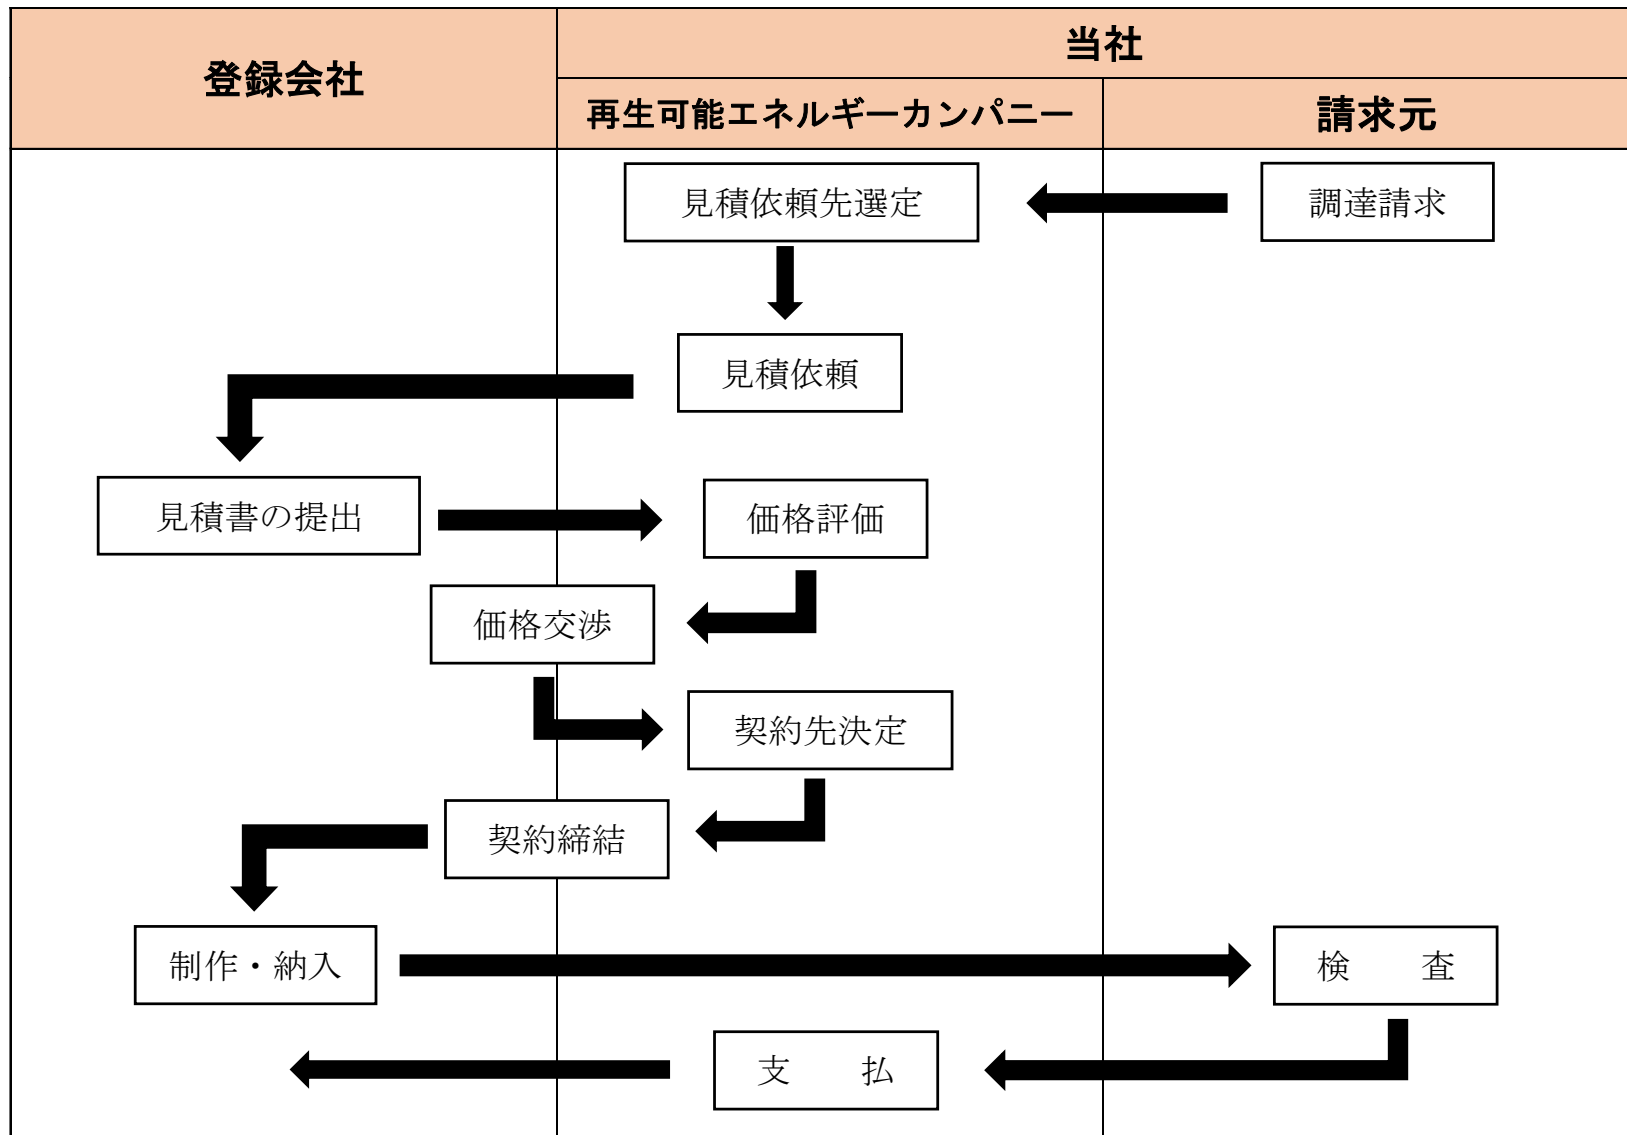 登録会社
当社
再生可能エネルギーカンパニー
請求元
見積依頼先選定
調達請求
見積依頼
見積書の提出
価格評価
価格交渉
契約先決定
契約締結
制作・納入
検　　査
支　　払